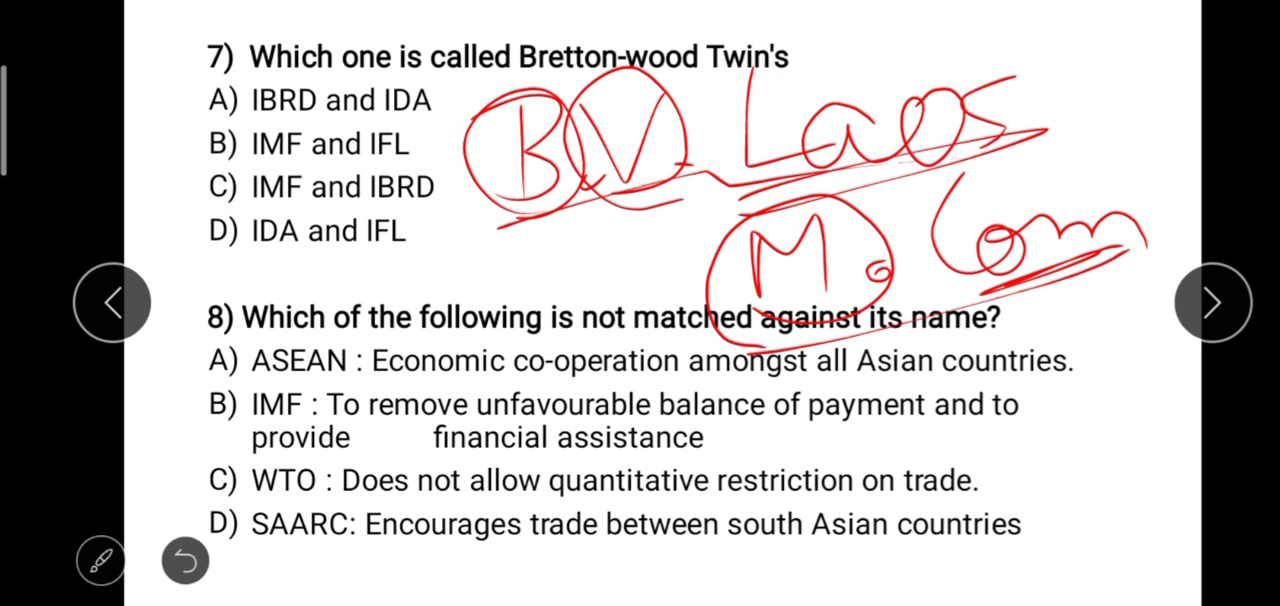 7) Which one is called Bretton-wood Twin's
A) IBRD and IDA
B) IMF and IFL
C) IMF and IBRD
D) IDA and IFL
B V Laos
M. Com
8) Which of the following is not matched against its name?
A) ASEAN : Economic co-operation amongst all Asian countries.
B) IMF : To remove unfavourable balance of payment and to
provide financial assistance
C) WTO : Does not allow quantitative restriction on trade.
D) SAARC: Encourages trade between south Asian countries